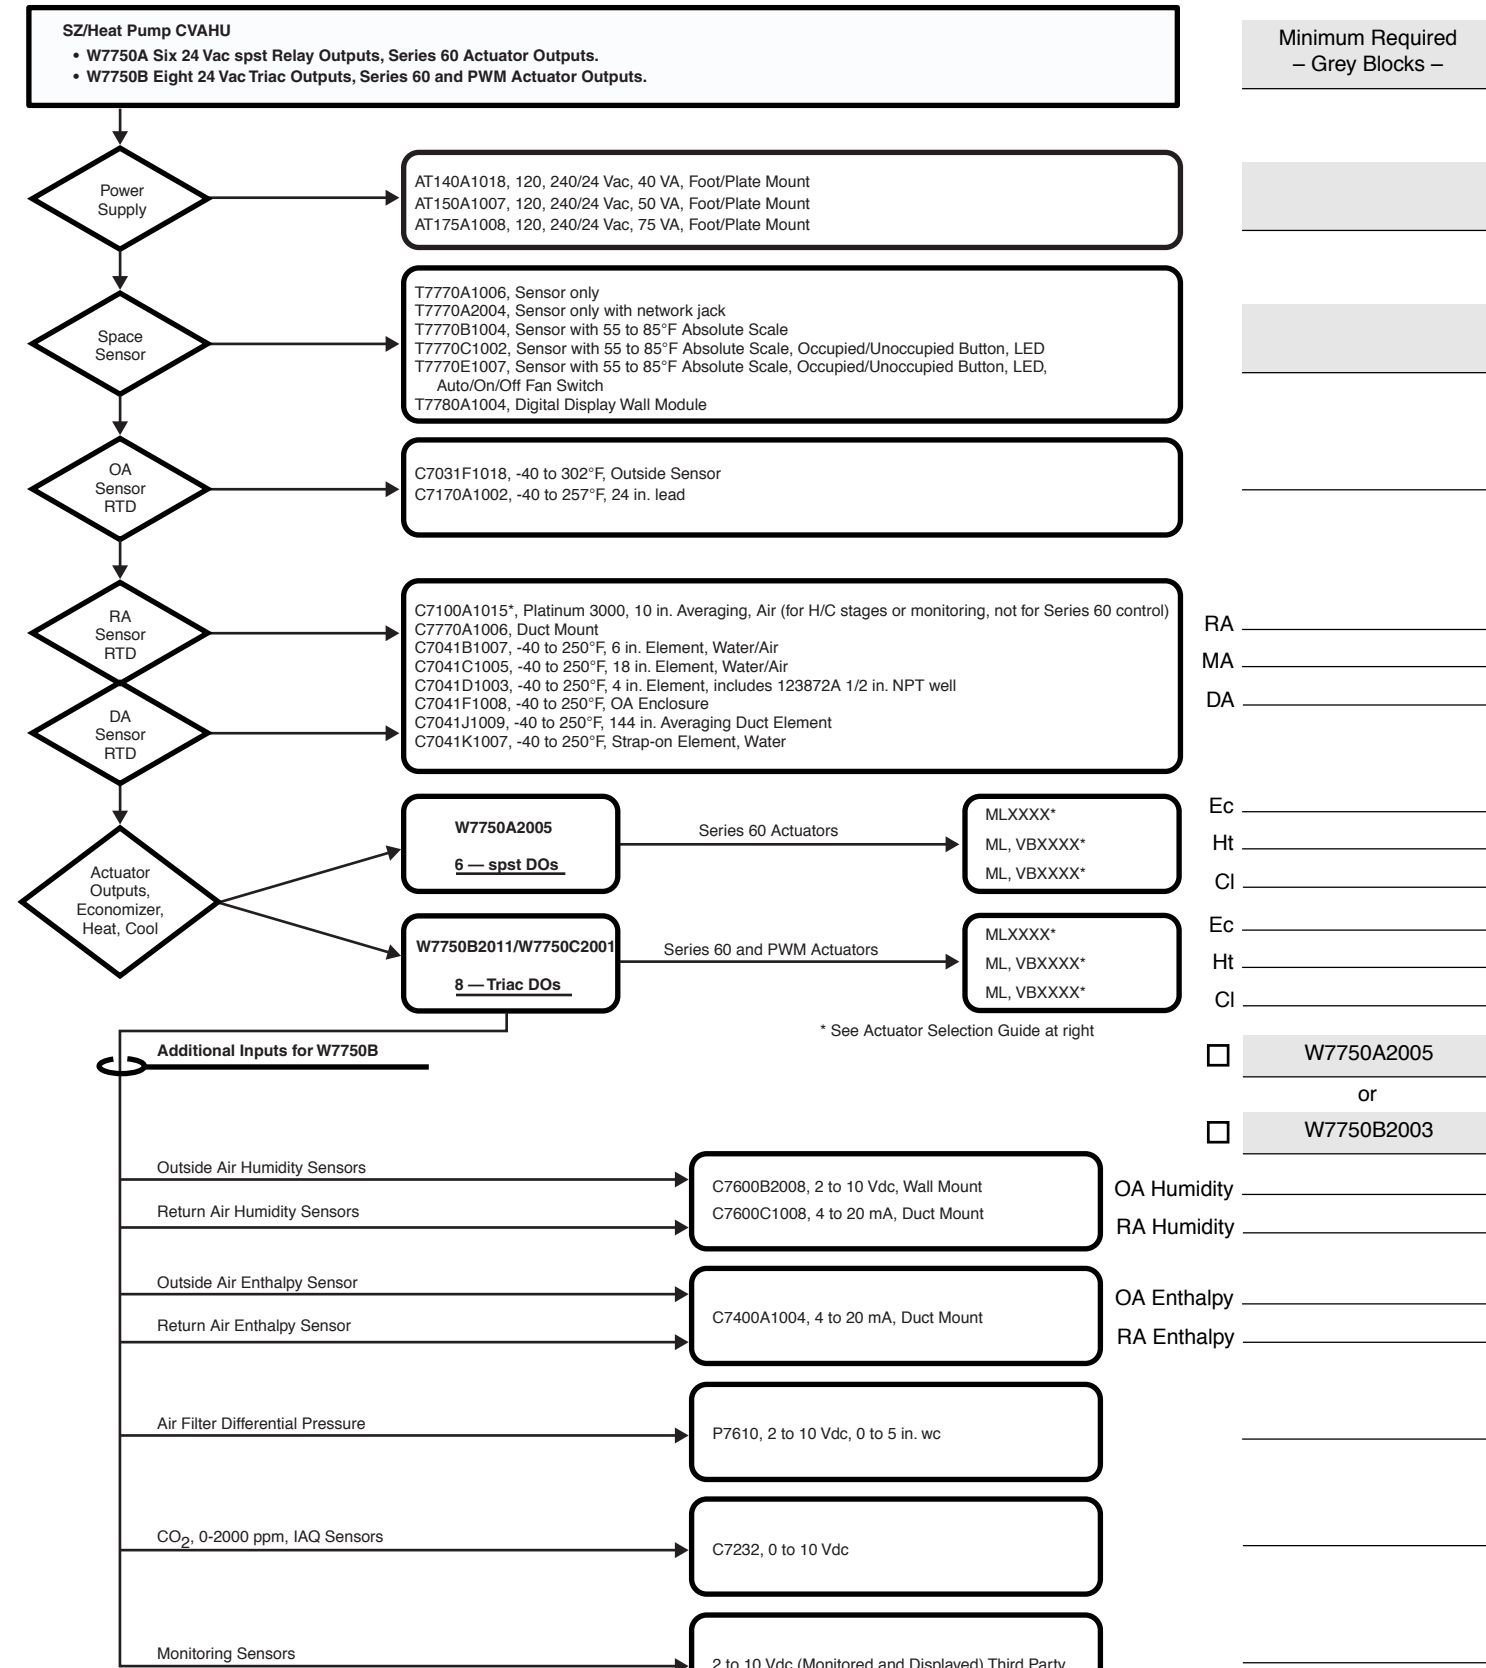 SZ/Heat Pump CVAHU
• W7750A Six 24 Vac spst Relay Outputs, Series 60 Actuator Outputs.
• W7750B Eight 24 Vac Triac Outputs, Series 60 and PWM Actuator Outputs.
Minimum Required
– Grey Blocks –
Power
Supply
AT140A1018, 120, 240/24 Vac, 40 VA, Foot/Plate Mount
AT150A1007, 120, 240/24 Vac, 50 VA, Foot/Plate Mount
AT175A1008, 120, 240/24 Vac, 75 VA, Foot/Plate Mount
Space
Sensor
T7770A1006, Sensor only
T7770A2004, Sensor only with network jack
T7770B1004, Sensor with 55 to 85°F Absolute Scale
T7770C1002, Sensor with 55 to 85°F Absolute Scale, Occupied/Unoccupied Button, LED
T7770E1007, Sensor with 55 to 85°F Absolute Scale, Occupied/Unoccupied Button, LED,
Auto/On/Off Fan Switch
T7780A1004, Digital Display Wall Module
OA
Sensor
RTD
C7031F1018, -40 to 302°F, Outside Sensor
C7170A1002, -40 to 257°F, 24 in. lead
RA
Sensor
RTD
DA
Sensor
RTD
C7100A1015*, Platinum 3000, 10 in. Averaging, Air (for H/C stages or monitoring, not for Series 60 control)
C7770A1006, Duct Mount
C7041B1007, -40 to 250°F, 6 in. Element, Water/Air
C7041C1005, -40 to 250°F, 18 in. Element, Water/Air
C7041D1003, -40 to 250°F, 4 in. Element, includes 123872A 1/2 in. NPT well
C7041F1008, -40 to 250°F, OA Enclosure
C7041J1009, -40 to 250°F, 144 in. Averaging Duct Element
C7041K1007, -40 to 250°F, Strap-on Element, Water
RA
MA
DA
Actuator
Outputs,
Economizer,
Heat, Cool
W7750A2005
6 — spst DOs
Series 60 Actuators
MLXXXX*
ML, VBXXXX*
ML, VBXXXX*
Ec
Ht
Cl
W7750B2011/W7750C2001
8 — Triac DOs
Series 60 and PWM Actuators
MLXXXX*
ML, VBXXXX*
ML, VBXXXX*
Ec
Ht
Cl
* See Actuator Selection Guide at right
Additional Inputs for W7750B
W7750A2005
or
W7750B2003
Outside Air Humidity Sensors
Return Air Humidity Sensors
C7600B2008, 2 to 10 Vdc, Wall Mount
C7600C1008, 4 to 20 mA, Duct Mount
OA Humidity
RA Humidity
Outside Air Enthalpy Sensor
Return Air Enthalpy Sensor
C7400A1004, 4 to 20 mA, Duct Mount
OA Enthalpy
RA Enthalpy
Air Filter Differential Pressure
P7610, 2 to 10 Vdc, 0 to 5 in. wc
CO2, 0-2000 ppm, IAQ Sensors
C7232, 0 to 10 Vdc
Monitoring Sensors
2 to 10 Vdc (Monitored and Displayed) Third Party